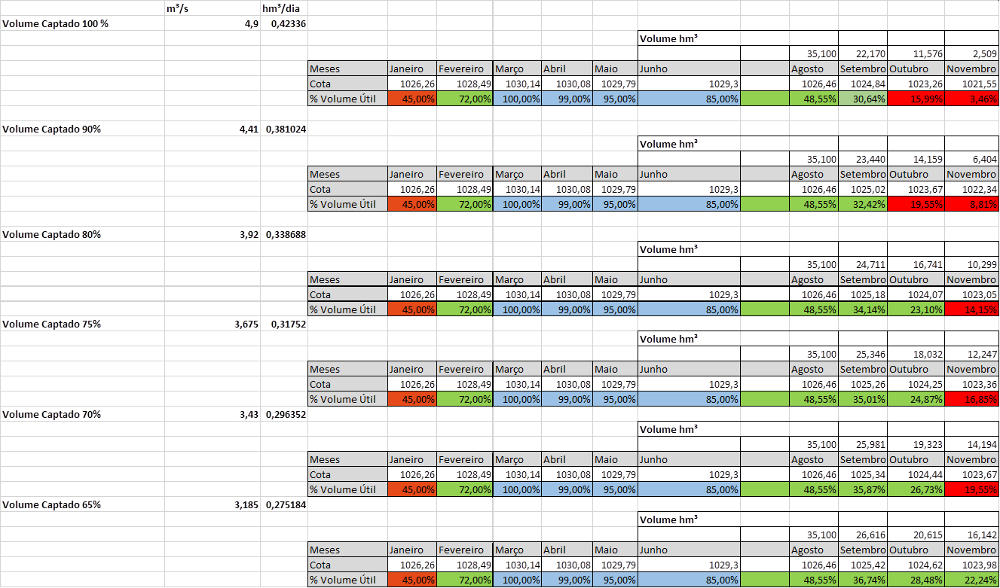 m³/s hm³/dia
Volume Captado 100 % 4,9 0,42336
Volume hm³
35,100 22,170 11,576 2,509
Meses Janeiro Fevereiro Março Abril Maio Junho Agosto Setembro Outubro Novembro
Cota 1026,26 1028,49 1030,14 1030,08 1029,79 1029,3 1026,46 1024,84 1023,26 1021,55
% Volume Útil 45,00% 72,00% 100,00% 99,00% 95,00% 85,00% 48,55% 30,64% 15,99% 3,46%
Volume Captado 90% 4,41 0,381024
Volume hm³
35,100 23,440 14,159 6,404
Meses Janeiro Fevereiro Março Abril Maio Junho Agosto Setembro Outubro Novembro
Cota 1026,26 1028,49 1030,14 1030,08 1029,79 1029,3 1026,46 1025,02 1023,67 1022,34
% Volume Útil 45,00% 72,00% 100,00% 99,00% 95,00% 85,00% 48,55% 32,42% 19,55% 8,81%
Volume Captado 80% 3,92 0,338688
Volume hm³
35,100 24,711 16,741 10,299
Meses Janeiro Fevereiro Março Abril Maio Junho Agosto Setembro Outubro Novembro
Cota 1026,26 1028,49 1030,14 1030,08 1029,79 1029,3 1026,46 1025,18 1024,07 1023,05
% Volume Útil 45,00% 72,00% 100,00% 99,00% 95,00% 85,00% 48,55% 34,14% 23,10% 14,15%
Volume Captado 75% 3,675 0,31752
Volume hm³
35,100 25,346 18,032 12,247
Meses Janeiro Fevereiro Março Abril Maio Junho Agosto Setembro Outubro Novembro
Cota 1026,26 1028,49 1030,14 1030,08 1029,79 1029,3 1026,46 1025,26 1024,25 1023,36
% Volume Útil 45,00% 72,00% 100,00% 99,00% 95,00% 85,00% 48,55% 35,01% 24,87% 16,85%
Volume Captado 70% 3,43 0,296352
Volume hm³
35,100 25,981 19,323 14,194
Meses Janeiro Fevereiro Março Abril Maio Junho Agosto Setembro Outubro Novembro
Cota 1026,26 1028,49 1030,14 1030,08 1029,79 1029,3 1026,46 1025,34 1024,44 1023,67
% Volume Útil 45,00% 72,00% 100,00% 99,00% 95,00% 85,00% 48,55% 35,87% 26,73% 19,55%
Volume Captado 65% 3,185 0,275184
Volume hm³
35,100 26,616 20,615 16,142
Meses Janeiro Fevereiro Março Abril Maio Junho Agosto Setembro Outubro Novembro
Cota 1026,26 1028,49 1030,14 1030,08 1029,79 1029,3 1026,46 1025,42 1024,62 1023,98
% Volume Útil 45,00% 72,00% 100,00% 99,00% 95,00% 85,00% 48,55% 36,74% 28,48% 22,24%